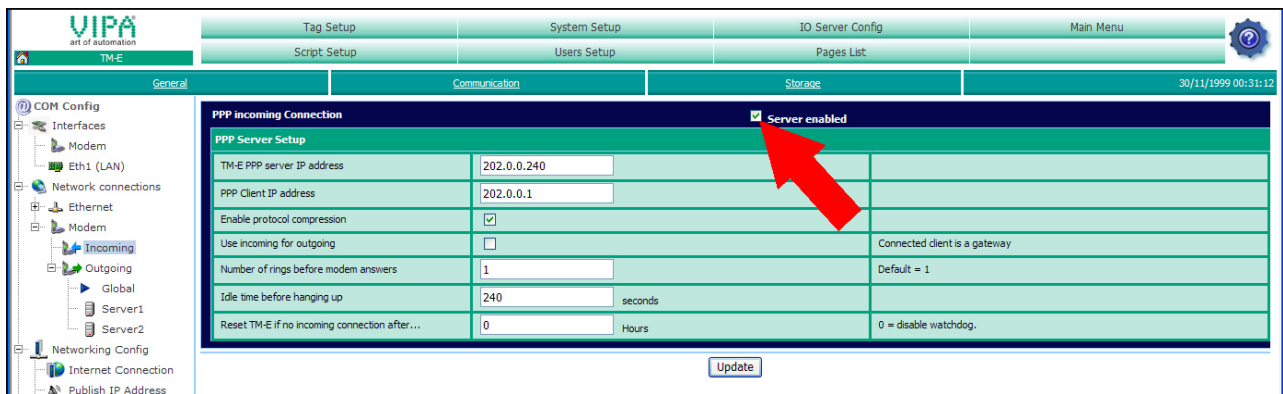 VIPA
art of automation
TM-E
Tag Setup
System Setup
IO Server Config
Main Menu
Script Setup
Users Setup
Pages List
General
Communication
Storage
30/11/1999 00:31:12
COM Config
Interfaces
Modem
Eth1 (LAN)
Network connections
Ethernet
Modem
Incoming
Outgoing
Global
Server1
Server2
Networking Config
Internet Connection
Publish IP Address
PPP incoming Connection
Server enabled
PPP Server Setup
TM-E PPP server IP address
202.0.0.240
PPP Client IP address
202.0.0.1
Enable protocol compression
Use incoming for outgoing
Connected client is a gateway
Number of rings before modem answers
1
Default = 1
Idle time before hanging up
240
seconds
Reset TM-E if no incoming connection after...
0
Hours
0 = disable watchdog.
Update